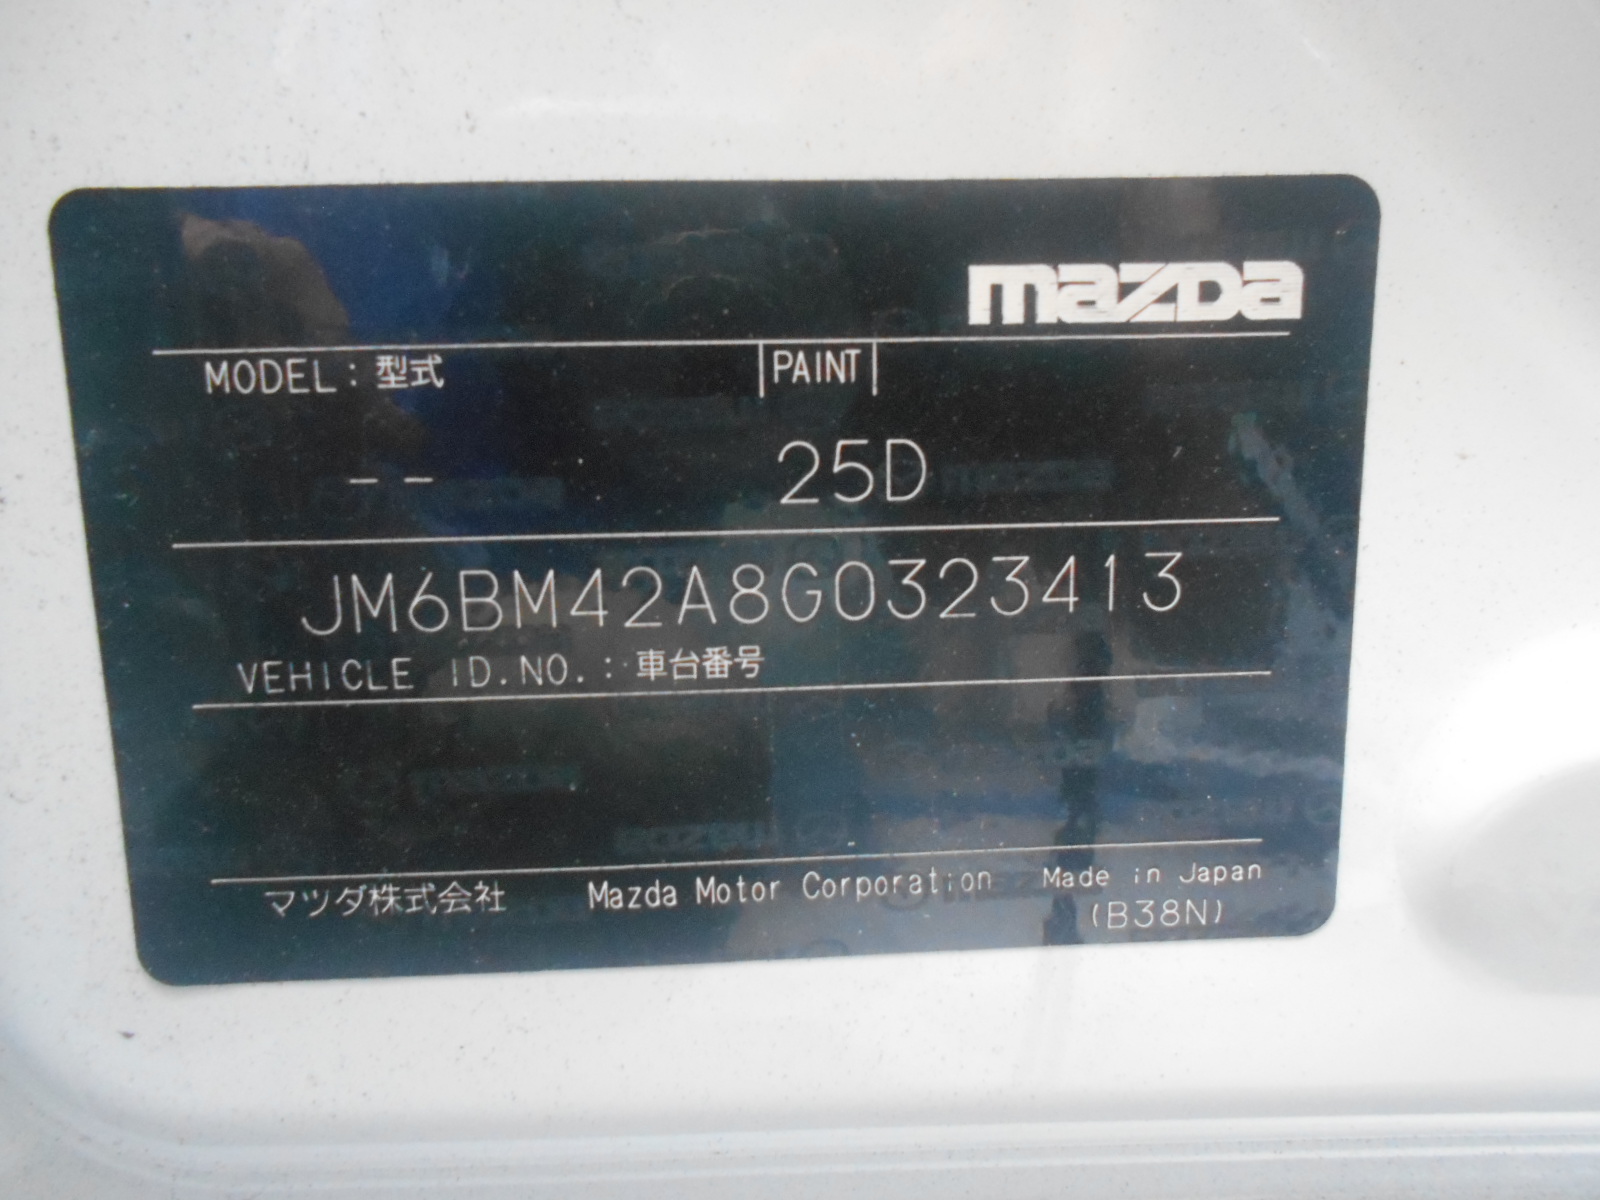 mazda
MODEL : 型式 PAINT
-- 25D
JM6BM42A8G0323413
VEHICLE ID.NO. : 車台番号
マツダ株式会社 Mazda Motor Corporation Made in Japan
(B38N)